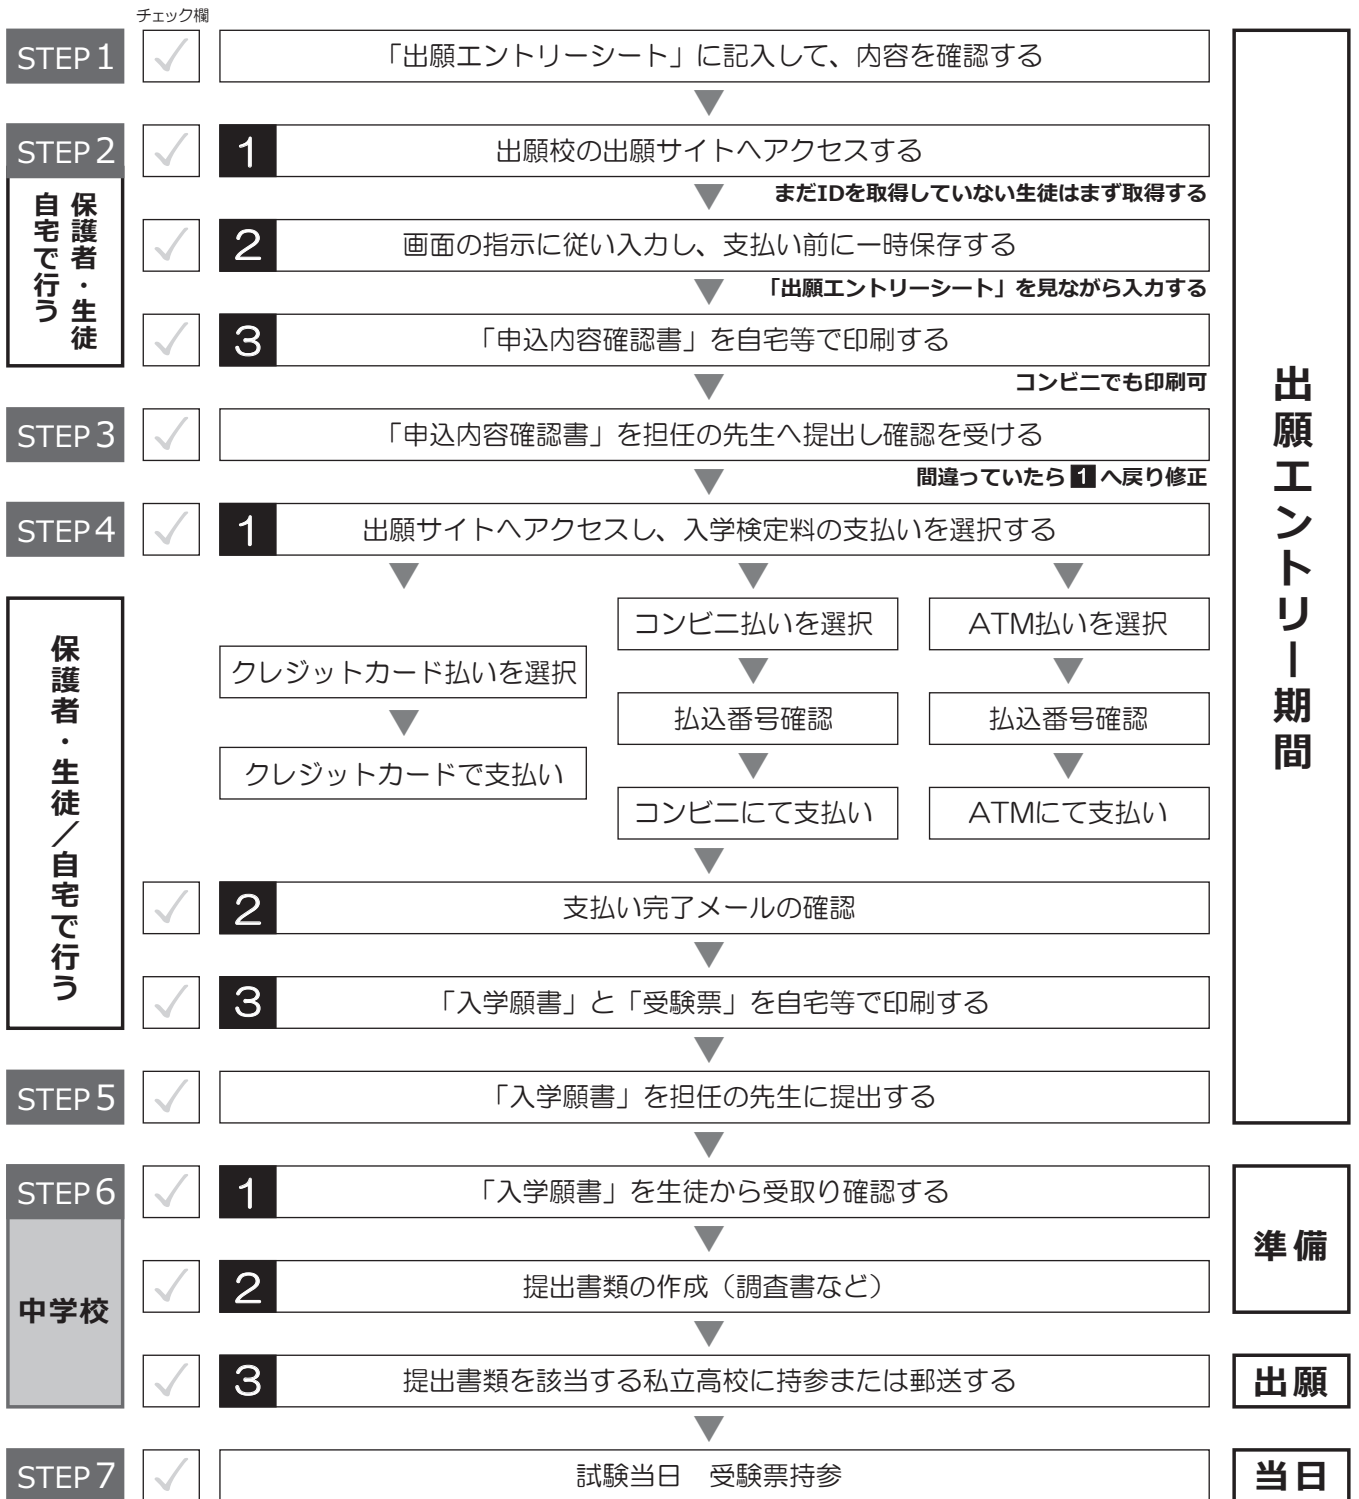 チェック欄
STEP1
「出願エントリーシート」に記入して、内容を確認する
STEP2
1 出願校の出願サイトへアクセスする
まだIDを取得していない生徒はまず取得する
保護者・生徒
自宅で行う
2 画面の指示に従い入力し、支払い前に一時保存する
「出願エントリーシート」を見ながら入力する
3 「申込内容確認書」を自宅等で印刷する
コンビニでも印刷可
STEP3
「申込内容確認書」を担任の先生へ提出し確認を受ける
間違っていたら 1 へ戻り修正
STEP4
1 出願サイトへアクセスし、入学検定料の支払いを選択する
保護者・生徒／自宅で行う
クレジットカード払いを選択
クレジットカードで支払い
コンビニ払いを選択
払込番号確認
コンビニにて支払い
ATM払いを選択
払込番号確認
ATMにて支払い
2 支払い完了メールの確認
3 「入学願書」と「受験票」を自宅等で印刷する
STEP5
「入学願書」を担任の先生に提出する
出願エントリー期間
STEP6
中学校
1 「入学願書」を生徒から受取り確認する
2 提出書類の作成（調査書など）
準備
3 提出書類を該当する私立高校に持参または郵送する
出願
STEP7
試験当日　受験票持参
当日